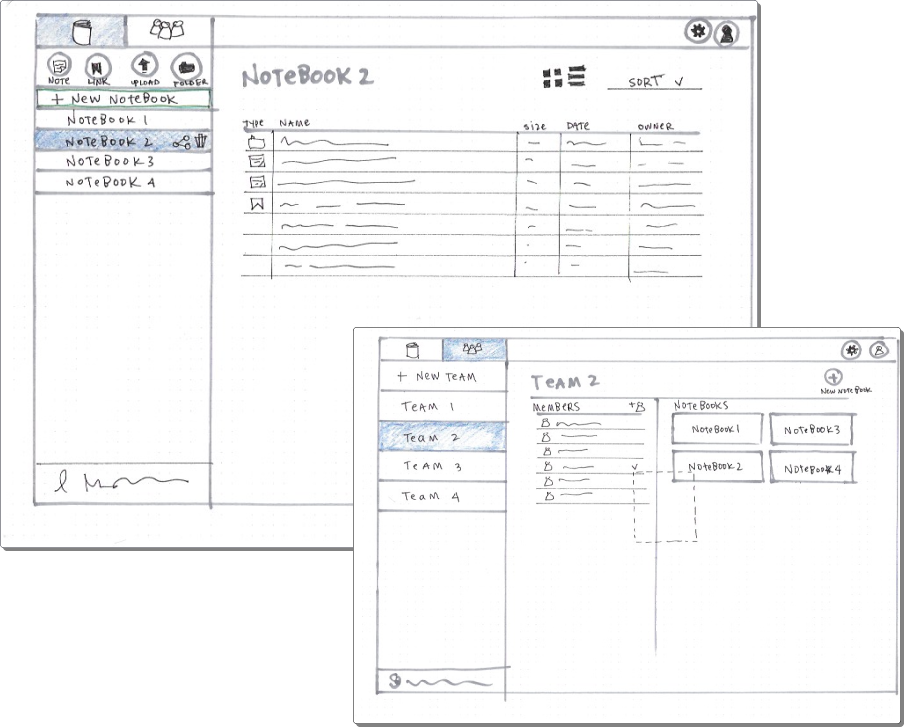 NOTE LINK UPLOAD FOLDER
+ NEW NOTEBOOK
NOTEBOOK 1
NOTEBOOK 2
NOTEBOOK 3
NOTEBOOK 4
NOTEBOOK 2
SORT
TYPE NAME SIZE DATE OWNER
+ NEW TEAM
TEAM 1
TEAM 2
TEAM 3
TEAM 4
TEAM 2
NEW NOTEBOOK
MEMBERS
NOTEBOOKS
NOTEBOOK 1 NOTEBOOK 3
NOTEBOOK 2 NOTEBOOK 4